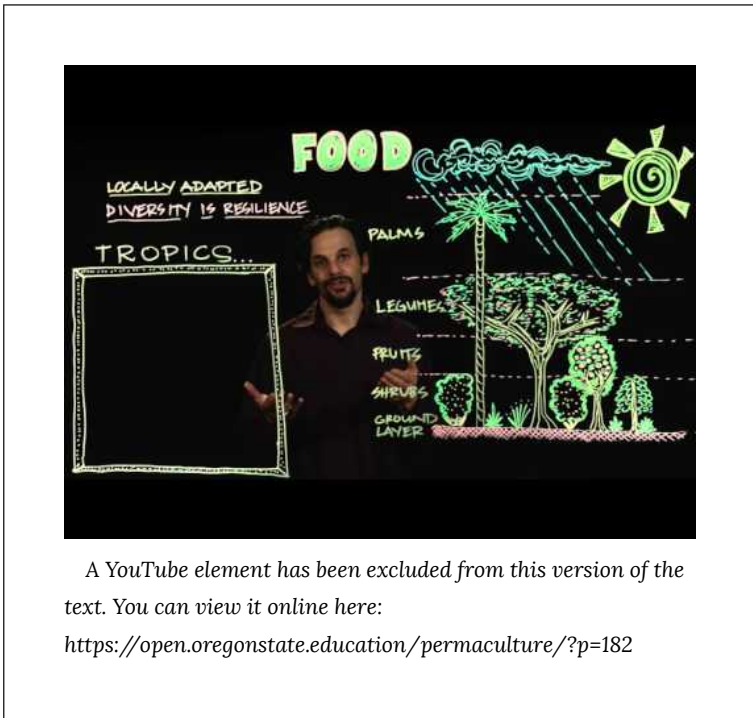 FOOD
LOCALLY ADAPTED
DIVERSITY IS RESILIENCE
TROPICS...
PALMS
LEGUMES
FRUITS
SHRUBS
GROUND
LAYER
A YouTube element has been excluded from this version of the
text. You can view it online here:
https://open.oregonstate.education/permaculture/?p=182